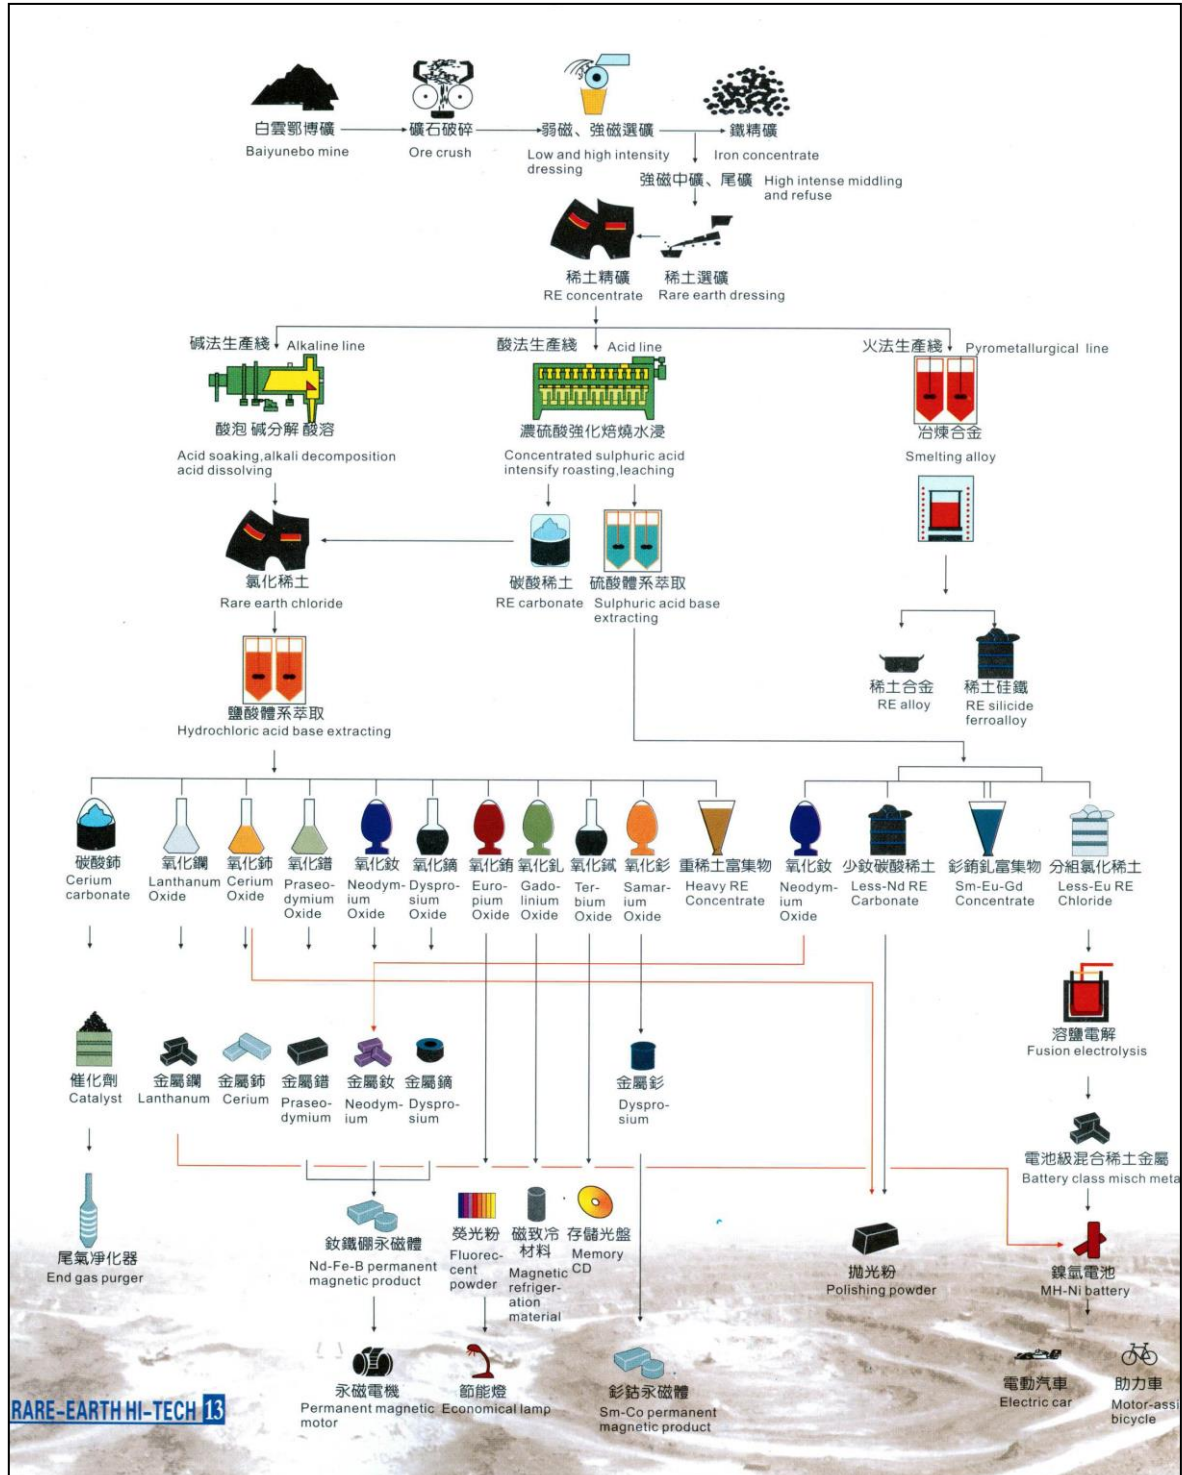 白雲鄂博礦
Baiyunebo mine
礦石破碎
Ore crush
弱磁、強磁選礦
Low and high intensity
dressing
鐵精礦
Iron concentrate
強磁中礦、尾礦
High intense middling
and refuse
稀土精礦
RE concentrate
稀土選礦
Rare earth dressing
碱法生產綫
Alkaline line
酸法生產綫
Acid line
火法生產綫
Pyrometallurgical line
酸泡 碱分解 酸溶
Acid soaking,alkali decomposition
acid dissolving
濃硫酸強化焙燒水浸
Concentrated sulphuric acid
intensify roasting,leaching
冶煉合金
Smelting alloy
氯化稀土
Rare earth chloride
碳酸稀土
RE carbonate
硫酸體系萃取
Sulphuric acid base
extracting
鹽酸體系萃取
Hydrochloric acid base extracting
稀土合金
RE alloy
稀土硅鐵
RE silicide
ferroalloy
碳酸鈰
Cerium
carbonate
氧化鑭
Lanthanum
Oxide
氧化鈰
Cerium
Oxide
氧化鐠
Praseo-
dymium
Oxide
氧化釹
Neodym-
ium
Oxide
氧化鏑
Dyspro-
sium
Oxide
氧化銪
Euro-
pium
Oxide
氧化釓
Gado-
linium
Oxide
氧化鋱
Ter-
bium
Oxide
氧化釤
Samar-
ium
Oxide
重稀土富集物
Heavy RE
Concentrate
氧化釹
Neodym-
ium
Oxide
少釹碳酸稀土
Less-Nd RE
Carbonate
釤銪釓富集物
Sm-Eu-Gd
Concentrate
分組氯化稀土
Less-Eu RE
Chloride
溶鹽電解
Fusion electrolysis
催化劑
Catalyst
金屬鑭
Lanthanum
金屬鈰
Cerium
金屬鐠
Praseo-
dymium
金屬釹
Neodym-
ium
金屬鏑
Dyspro-
sium
金屬釤
Dyspro-
sium
電池級混合稀土金屬
Battery class misch meta
尾氣净化器
End gas purger
釹鐵硼永磁體
Nd-Fe-B permanent
magnetic product
熒光粉
Fluorec-
cent
powder
磁致冷
材料
Magnetic
refriger-
ation
material
存儲光盤
Memory
CD
拋光粉
Polishing powder
鎳氫電池
MH-Ni battery
永磁電機
Permanent magnetic
motor
節能燈
Economical lamp
釤鈷永磁體
Sm-Co permanent
magnetic product
電動汽車
Electric car
助力車
Motor-assi
bicycle
RARE-EARTH HI-TECH 13